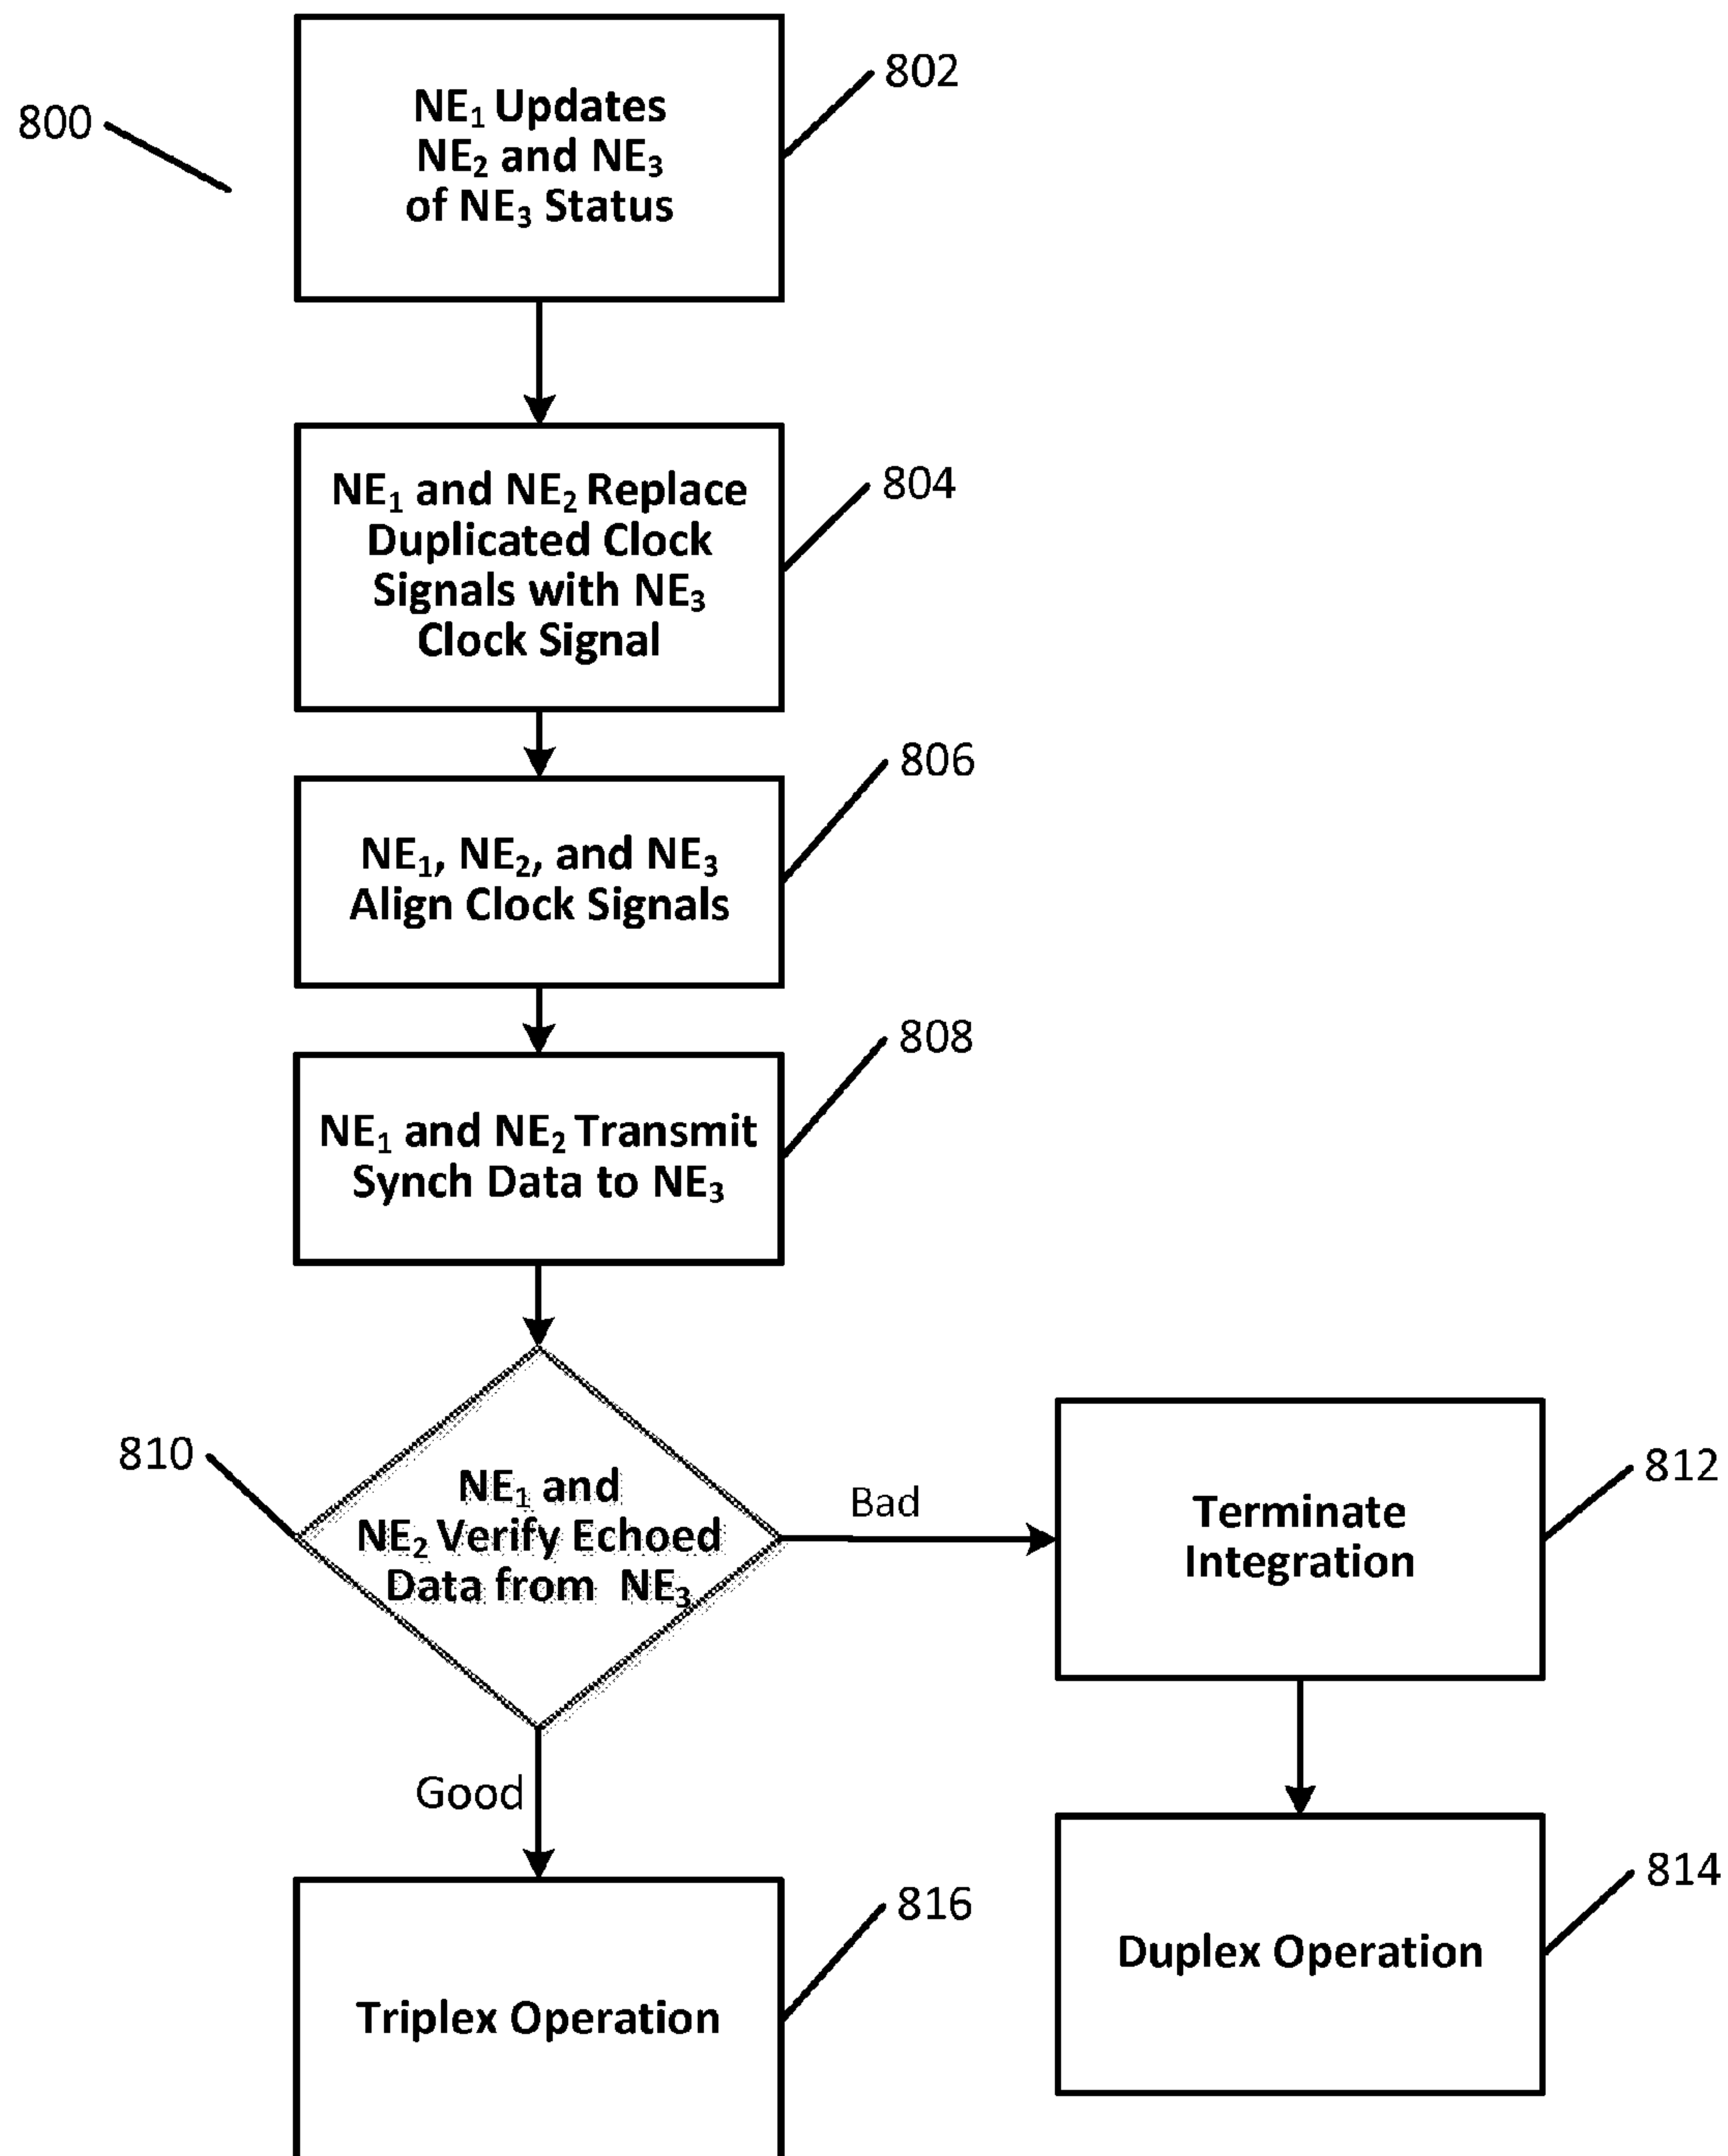 800
NE₁ Updates
NE₂ and NE₃
of NE₃ Status
802
NE₁ and NE₂ Replace
Duplicated Clock
Signals with NE₃
Clock Signal
804
NE₁, NE₂, and NE₃
Align Clock Signals
806
NE₁ and NE₂ Transmit
Synch Data to NE₃
808
810
NE₁ and
NE₂ Verify Echoed
Data from NE₃
Bad
Terminate
Integration
812
Good
Duplex Operation
814
Triplex Operation
816